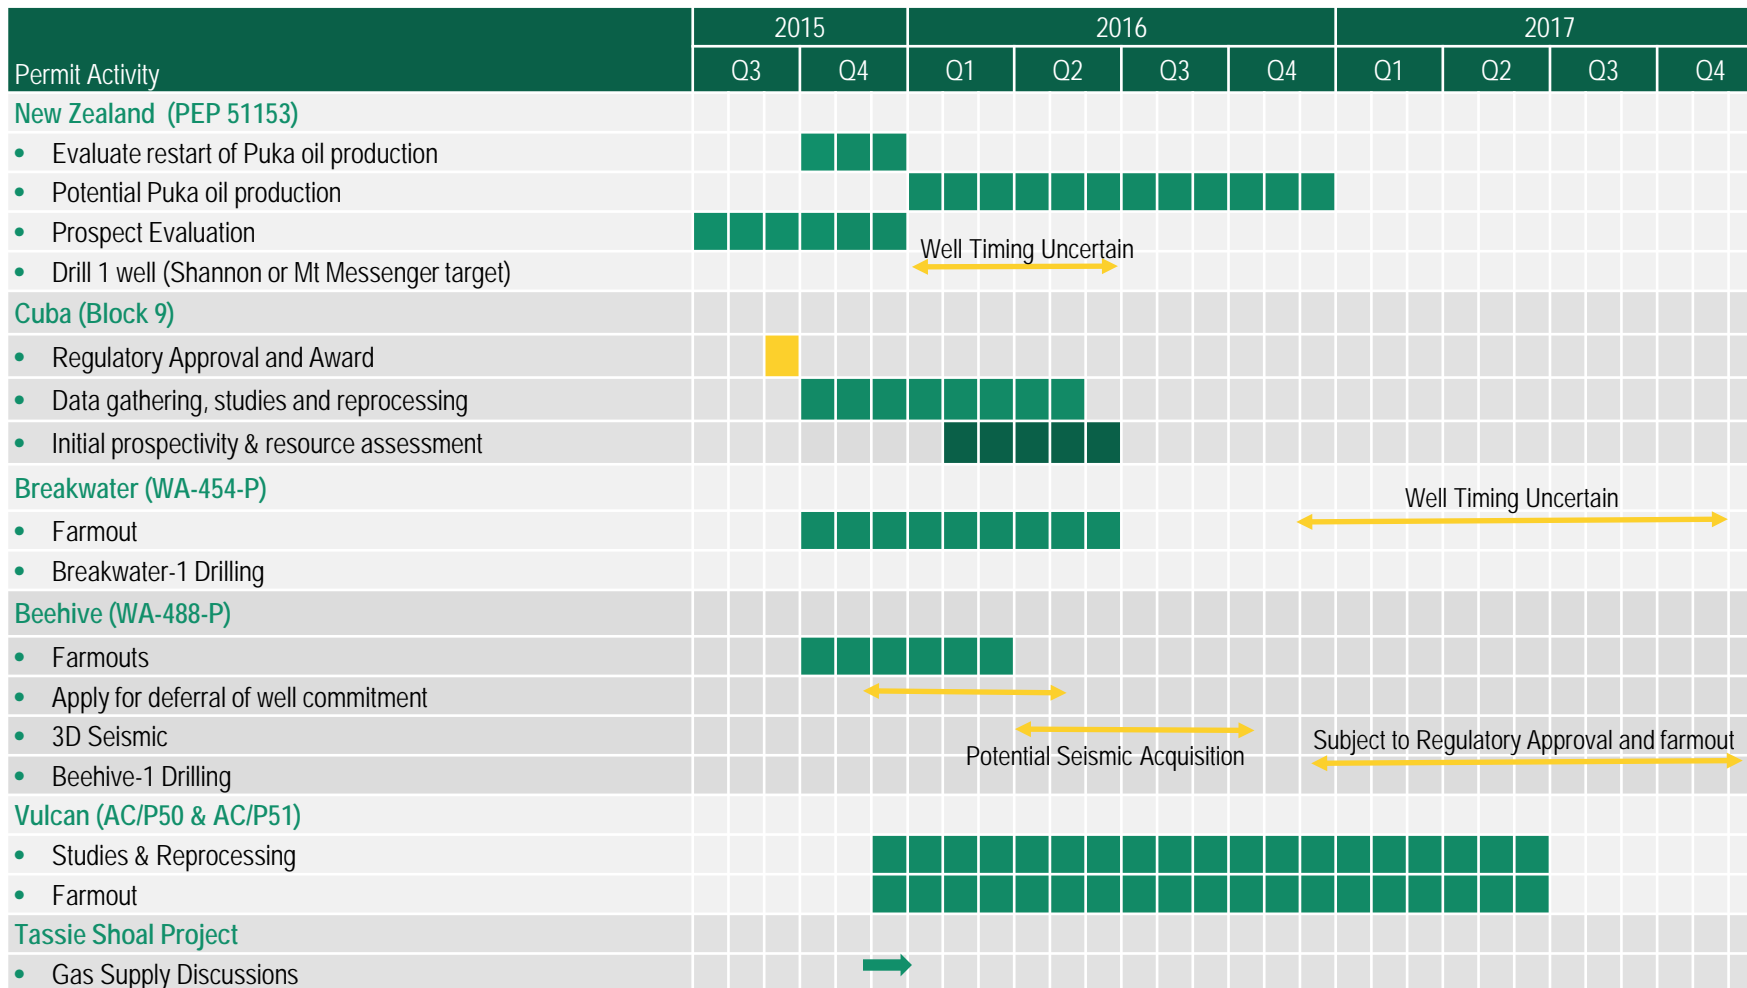 2015 2016 2017
Permit Activity Q3 Q4 Q1 Q2 Q3 Q4 Q1 Q2 Q3 Q4
New Zealand (PEP 51153)
• Evaluate restart of Puka oil production
• Potential Puka oil production
• Prospect Evaluation
Well Timing Uncertain
• Drill 1 well (Shannon or Mt Messenger target)
Cuba (Block 9)
• Regulatory Approval and Award
• Data gathering, studies and reprocessing
• Initial prospectivity & resource assessment
Breakwater (WA-454-P)
Well Timing Uncertain
• Farmout
• Breakwater-1 Drilling
Beehive (WA-488-P)
• Farmouts
• Apply for deferral of well commitment
• 3D Seismic
Potential Seismic Acquisition
Subject to Regulatory Approval and farmout
• Beehive-1 Drilling
Vulcan (AC/P50 & AC/P51)
• Studies & Reprocessing
• Farmout
Tassie Shoal Project
• Gas Supply Discussions